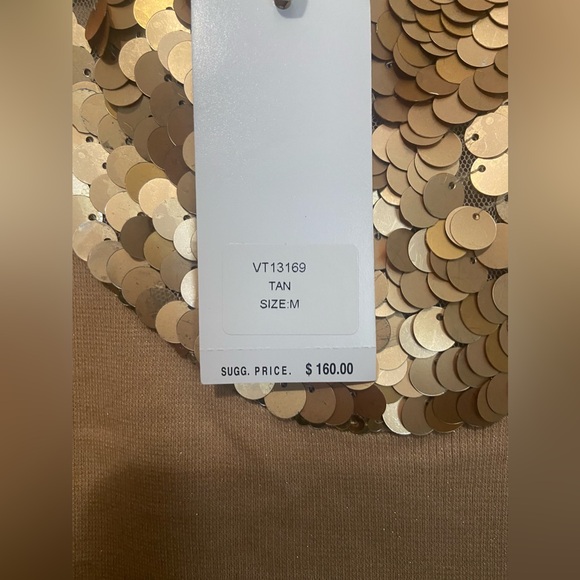 VT13169
TAN
SIZE:M
SUGG. PRICE. $ 160.00